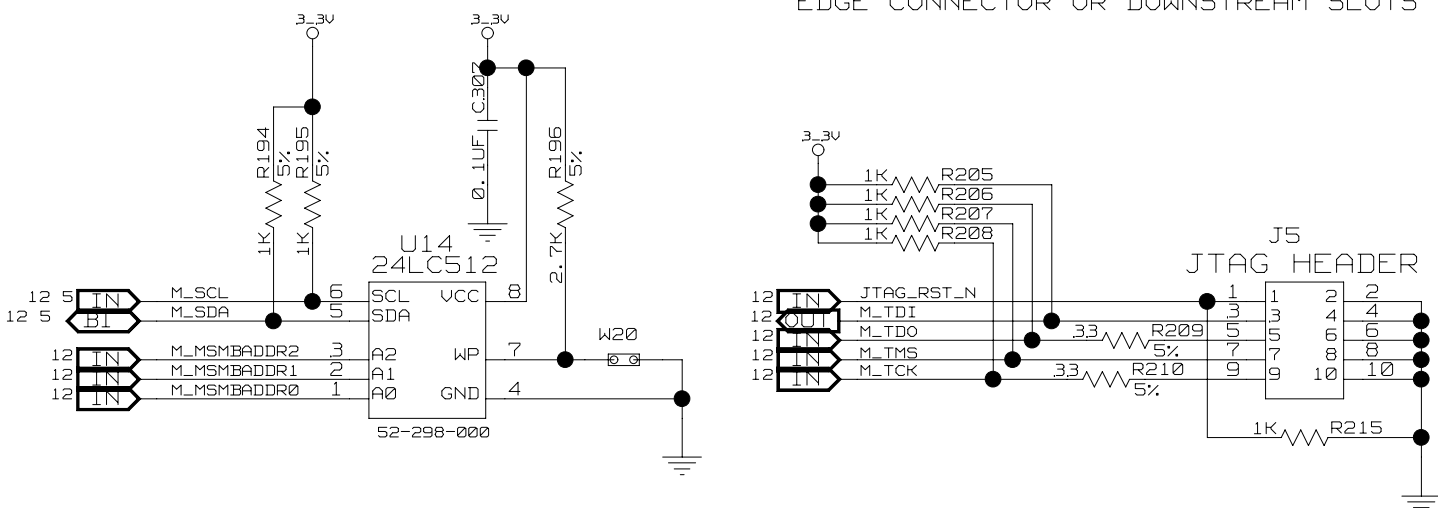 EDGE CONNECTOR OR DOWNSTREAM SLOTS
3_3V
3_3V
R194
5%
1K
R195
5%
1K
C307
0.1UF
R196
5%
2.7K
U14
24LC512
12 5 IN M_SCL 6 SCL VCC 8
12 5 BI M_SDA 5 SDA
12 IN M_MSMBADDR2 3 A2 WP 7
W20
12 IN M_MSMBADDR1 2 A1
12 IN M_MSMBADDR0 1 A0 GND 4
52-298-000
3_3V
1K R205
1K R206
1K R207
1K R208
J5
JTAG HEADER
12 IN JTAG_RST_N 1 1 2 2
12 OUT M_TDI 3 3 4 4
12 IN M_TDO 33 R209 5% 5 5 6 6
12 IN M_TMS 7 7 8 8
12 IN M_TCK 33 R210 5% 9 9 10 10
1K R215